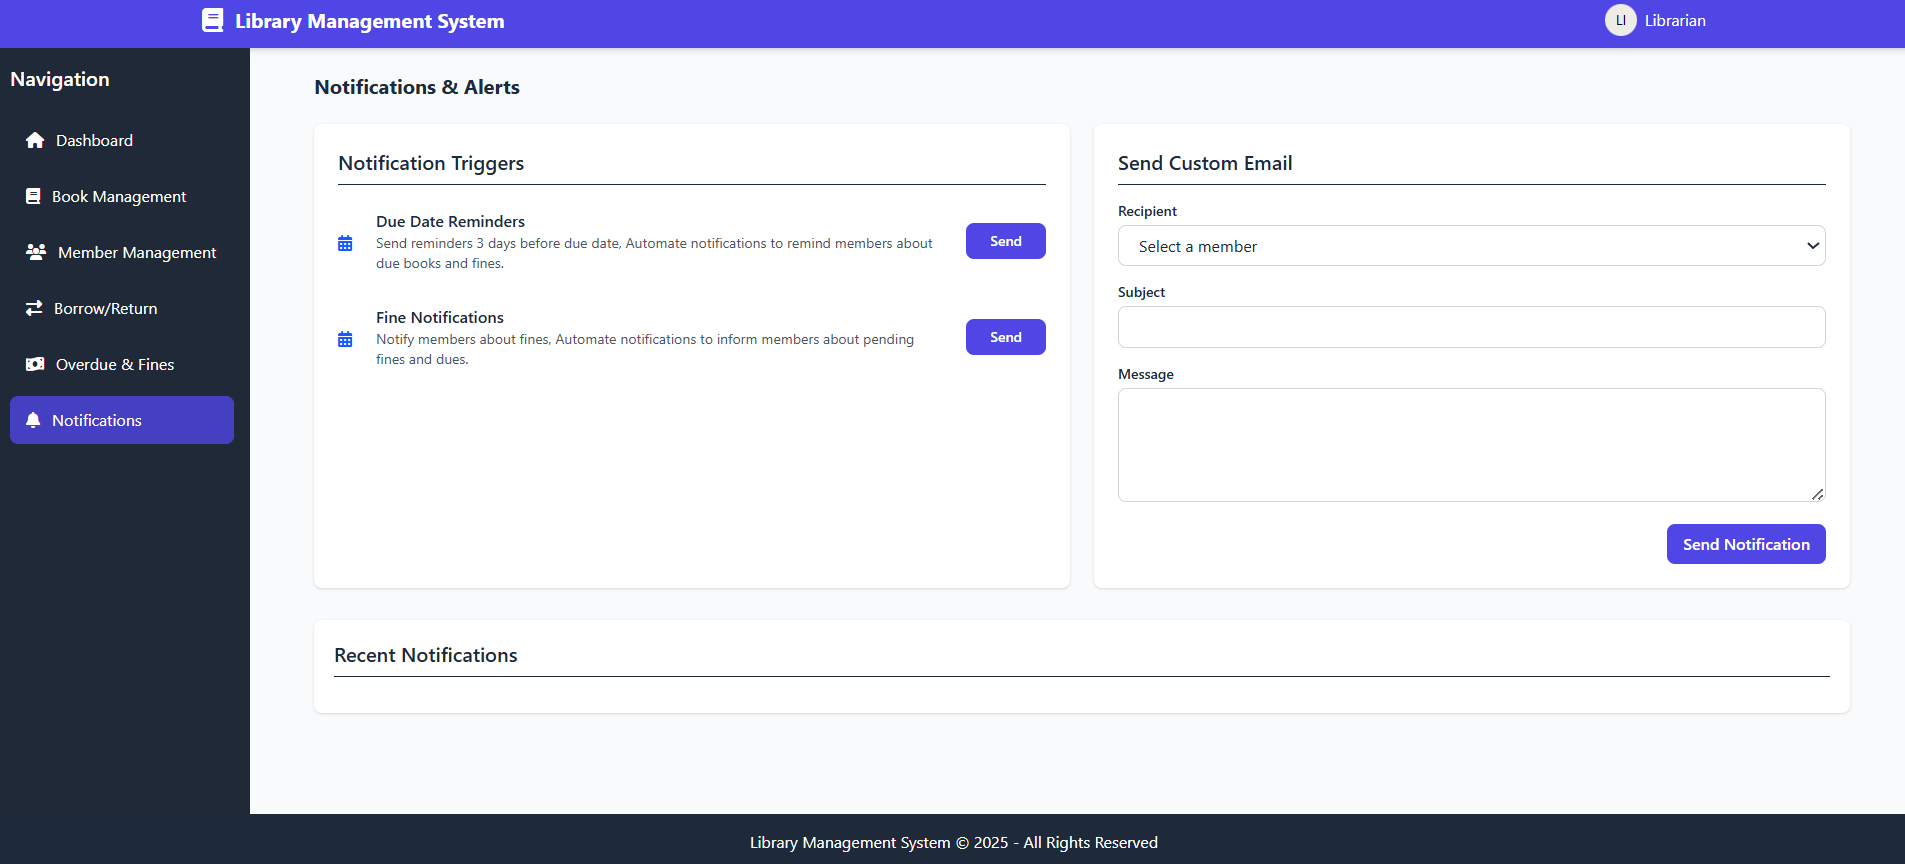 Library Management System
LI
Librarian
Navigation
Dashboard
Book Management
Member Management
Borrow/Return
Overdue & Fines
Notifications
Notifications & Alerts
Notification Triggers
Due Date Reminders
Send reminders 3 days before due date, Automate notifications to remind members about
due books and fines.
Send
Fine Notifications
Notify members about fines, Automate notifications to inform members about pending
fines and dues.
Send
Send Custom Email
Recipient
Select a member
Subject
Message
Send Notification
Recent Notifications
Library Management System © 2025 - All Rights Reserved